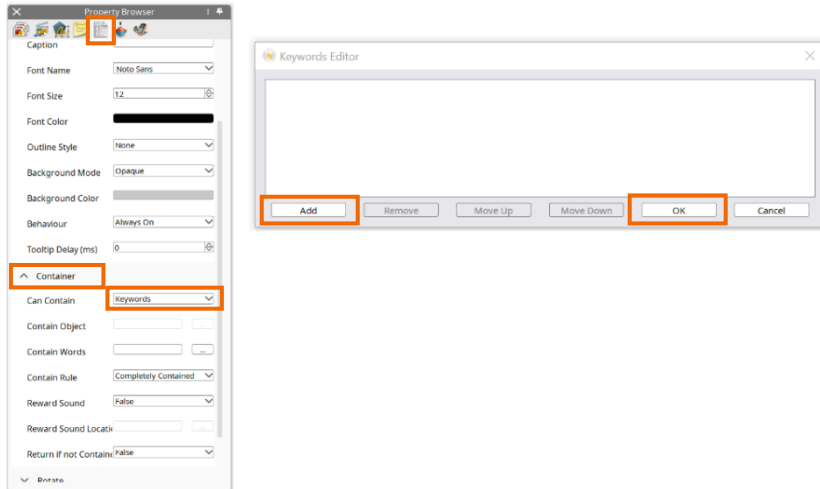 Property Browser
Caption
Font Name Noto Sans
Font Size 12
Font Color
Outline Style None
Background Mode Opaque
Background Color
Behaviour Always On
Tooltip Delay (ms) 0
Container
Can Contain Keywords
Contain Object ...
Contain Words ...
Contain Rule Completely Contained
Reward Sound False
Reward Sound Locatio ...
Return if not Containe False
Rotate
Keywords Editor
Add Remove Move Up Move Down OK Cancel